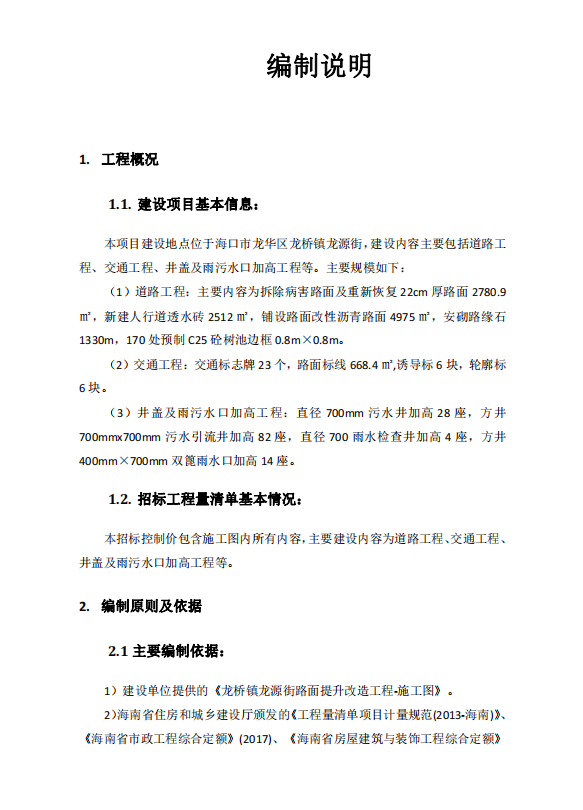 编制说明
1. 工程概况
1.1. 建设项目基本信息：
本项目建设地点位于海口市龙华区龙桥镇龙源街，建设内容主要包括道路工
程、交通工程、井盖及雨污水口加高工程等。主要规模如下：
（1）道路工程：主要内容为拆除病害路面及重新恢复 22cm 厚路面 2780.9
㎡，新建人行道透水砖 2512 ㎡，铺设路面改性沥青路面 4975 ㎡，安砌路缘石
1330m，170 处预制 C25 砼树池边框 0.8m×0.8m。
（2）交通工程：交通标志牌 23 个，路面标线 668.4 ㎡,诱导标 6 块，轮廓标
6 块。
（3）井盖及雨污水口加高工程：直径 700mm 污水井加高 28 座，方井
700mmx700mm 污水引流井加高 82 座，直径 700 雨水检查井加高 4 座，方井
400mm×700mm 双篦雨水口加高 14 座。
1.2. 招标工程量清单基本情况：
本招标控制价包含施工图内所有内容，主要建设内容为道路工程、交通工程、
井盖及雨污水口加高工程等。
2. 编制原则及依据
2.1 主要编制依据：
1）建设单位提供的《龙桥镇龙源街路面提升改造工程-施工图》。
2)海南省住房和城乡建设厅颁发的《工程量清单项目计量规范(2013-海南)》、
《海南省市政工程综合定额》(2017)、《海南省房屋建筑与装饰工程综合定额》